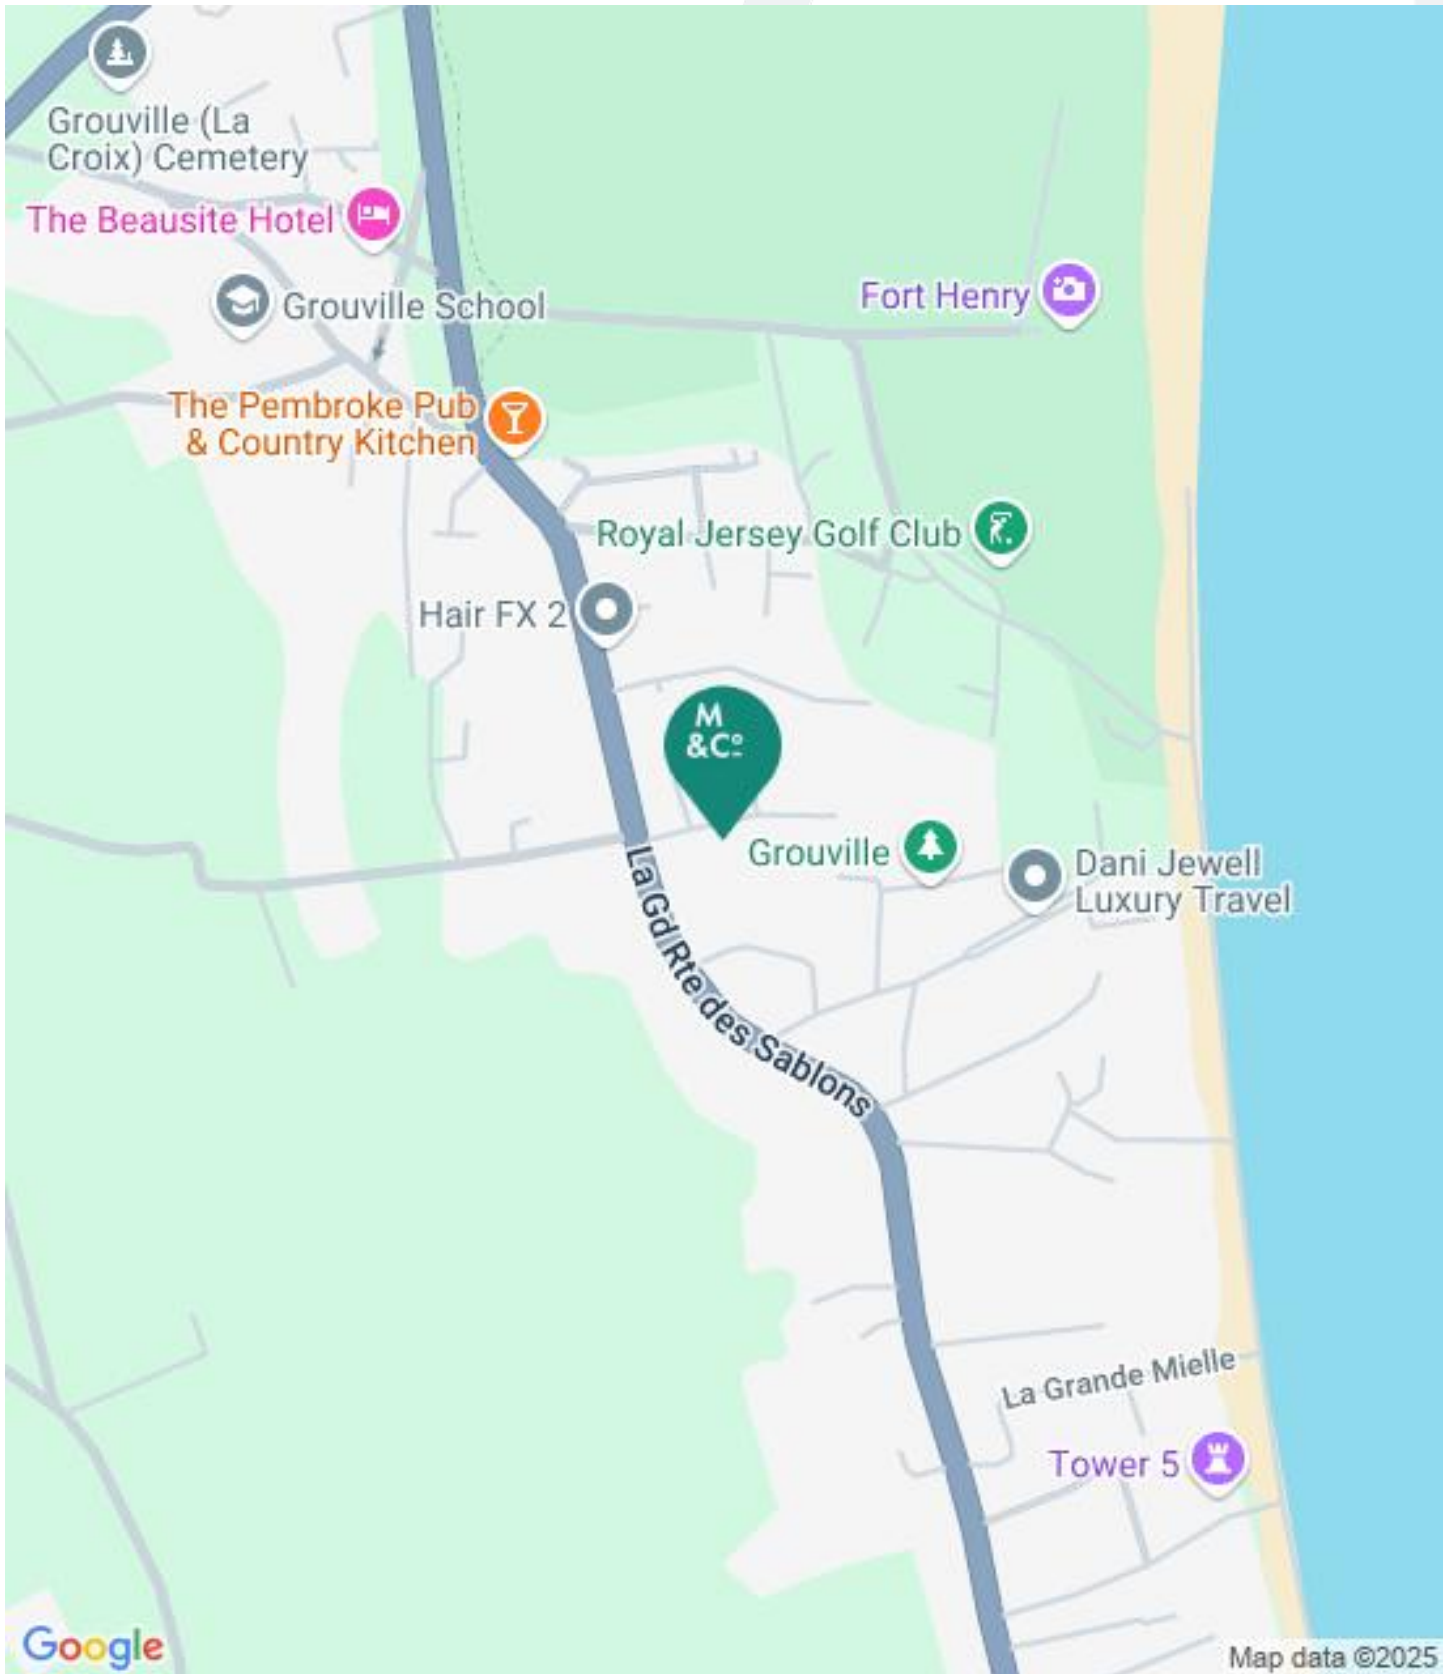 Grouville (La
Croix) Cemetery
The Beausite Hotel
Grouville School
Fort Henry
The Pembroke Pub
& Country Kitchen
Royal Jersey Golf Club
Hair FX 2
M
&Cº
Grouville
Dani Jewell
Luxury Travel
La Gd Rte des Sablons
La Grande Mielle
Tower 5
Google
Map data ©2025